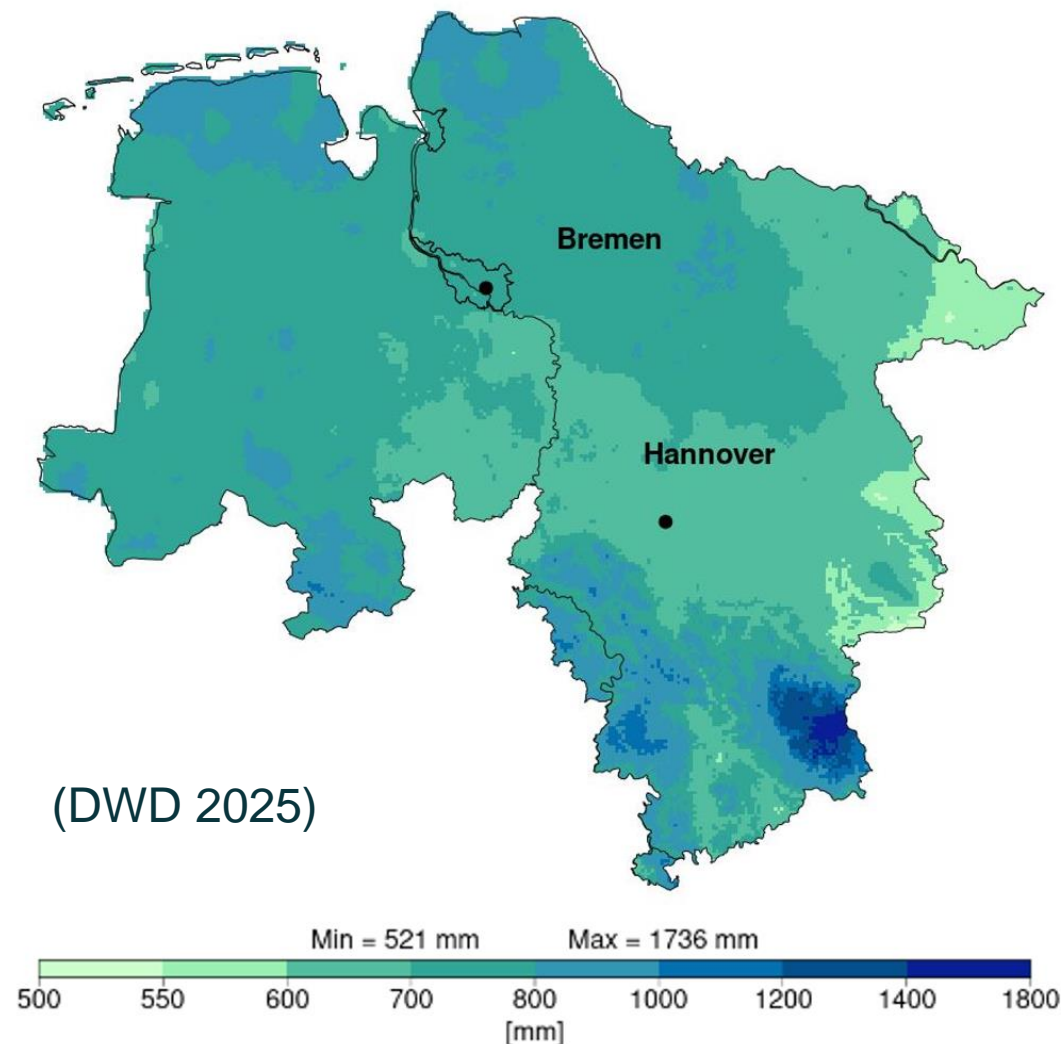 Bremen
Hannover
(DWD 2025)
Min = 521 mm Max = 1736 mm
500 550 600 700 800 1000 1200 1400 1800
[mm]